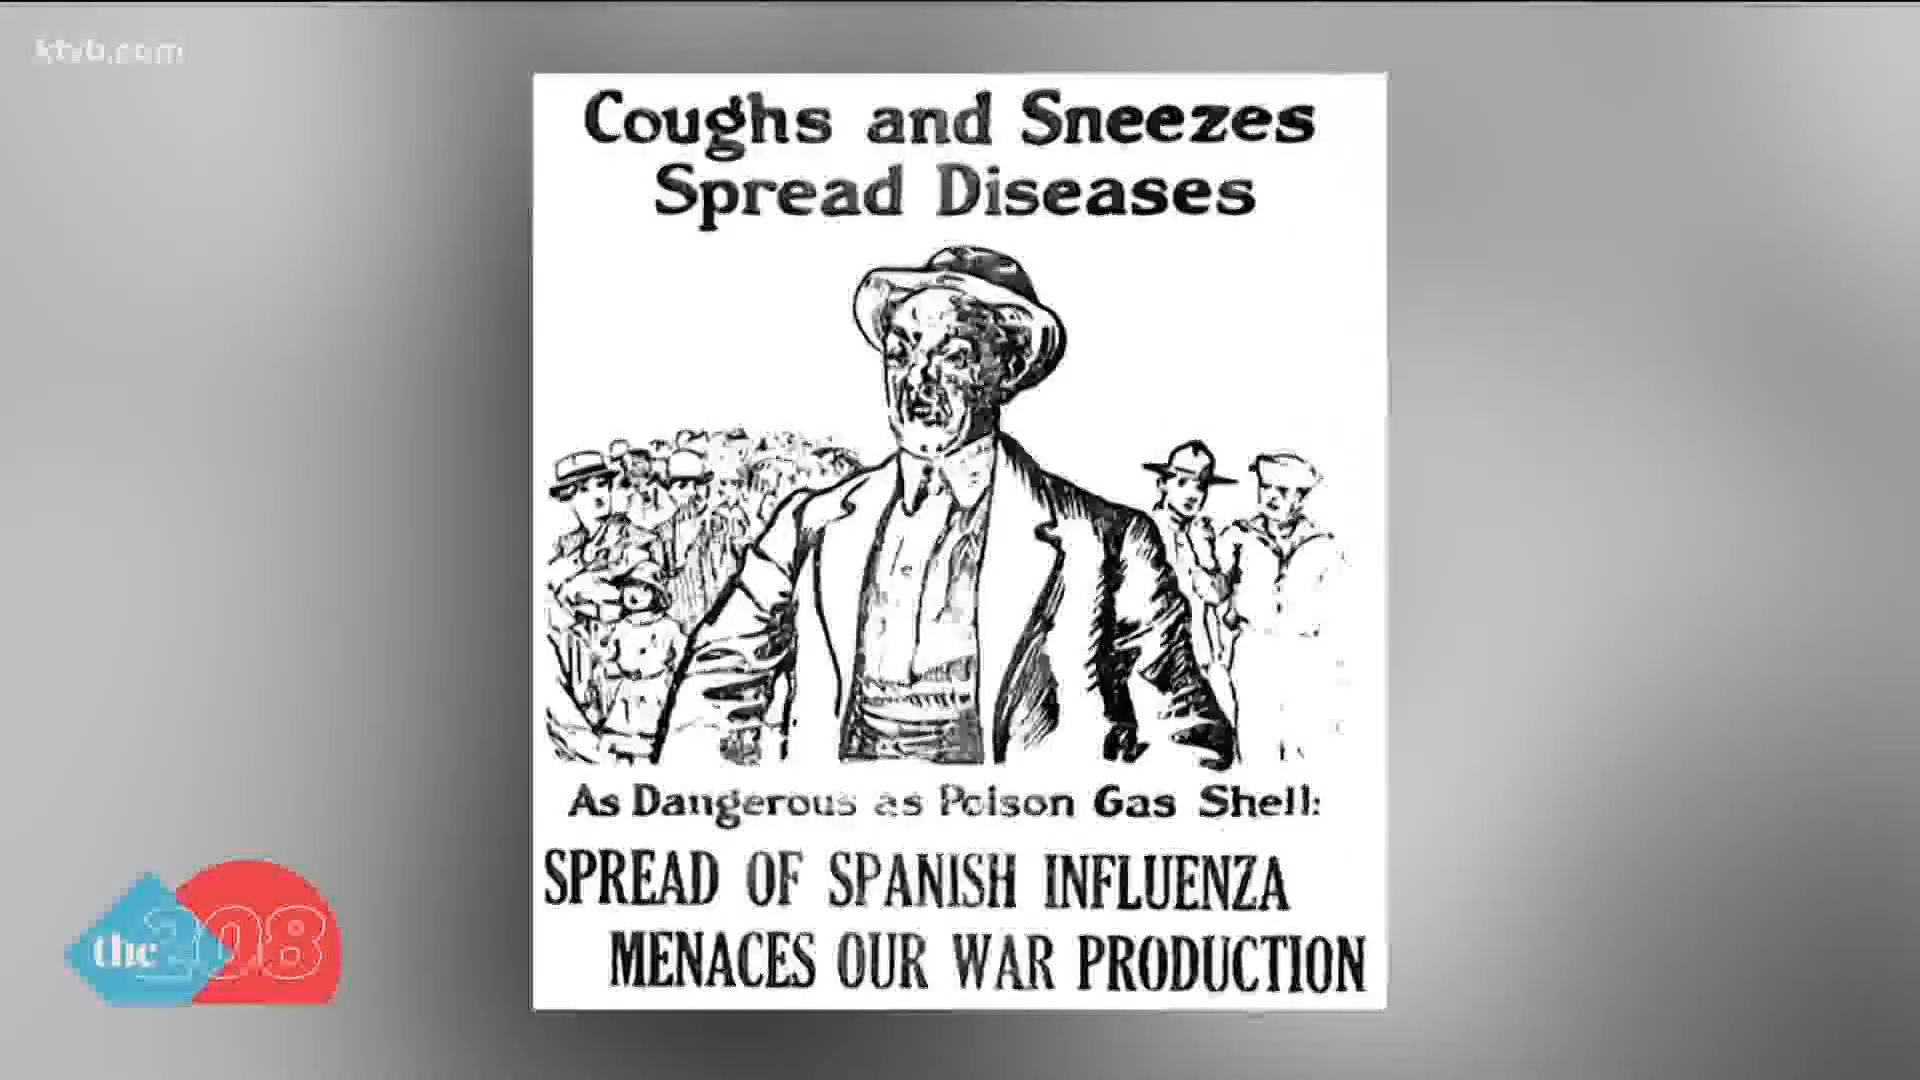 ktvb.com
Coughs and Sneezes
Spread Diseases
As Dangerous as Poison Gas Shell:
SPREAD OF SPANISH INFLUENZA
MENACES OUR WAR PRODUCTION
the 208